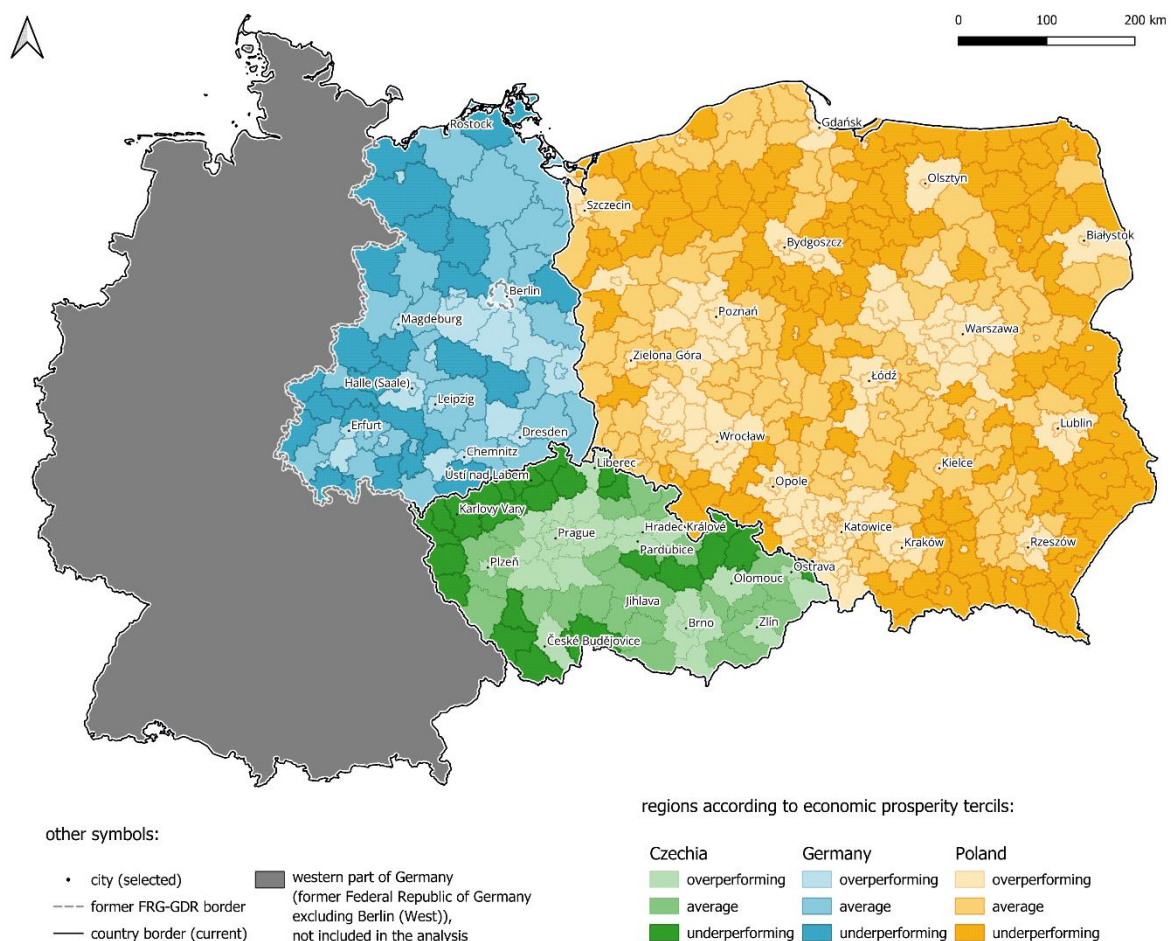 0 100 200 km
Rostock
Gdańsk
Olsztyn
Szczecin
Białystok
Bydgoszcz
Berlin
Poznań
Magdeburg
Warszawa
Zielona Góra
Halle (Saale)
Łódź
Leipzig
Erfurt
Dresden
Wrocław
Lublin
Chemnitz
Liberec
Kielce
Ústí nad Labem
Opole
Karlovy Vary
Prague
Hradec Králové
Katowice
Pardubice
Kraków
Rzeszów
Plzeň
Ostrava
Olomouc
Jihlava
Brno
Zlín
České Budějovice
other symbols:
city (selected)
former FRG-GDR border
country border (current)
western part of Germany
(former Federal Republic of Germany
excluding Berlin (West)),
not included in the analysis
regions according to economic prosperity tercils:
Czechia Germany Poland
overperforming overperforming overperforming
average average average
underperforming underperforming underperforming